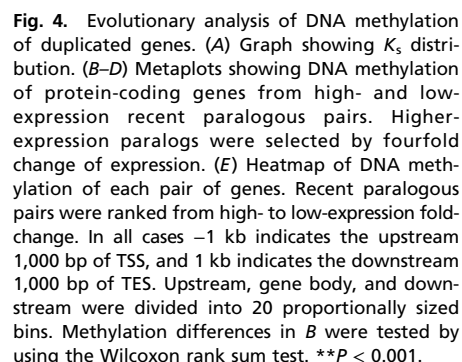 Fig. 4. Evolutionary analysis of DNA methylation
of duplicated genes. (A) Graph showing Ks distri-
bution. (B–D) Metaplots showing DNA methylation
of protein-coding genes from high- and low-
expression recent paralogous pairs. Higher-
expression paralogs were selected by fourfold
change of expression. (E) Heatmap of DNA meth-
ylation of each pair of genes. Recent paralogous
pairs were ranked from high- to low-expression fold-
change. In all cases −1 kb indicates the upstream
1,000 bp of TSS, and 1 kb indicates the downstream
1,000 bp of TES. Upstream, gene body, and down-
stream were divided into 20 proportionally sized
bins. Methylation differences in B were tested by
using the Wilcoxon rank sum test. **P < 0.001.